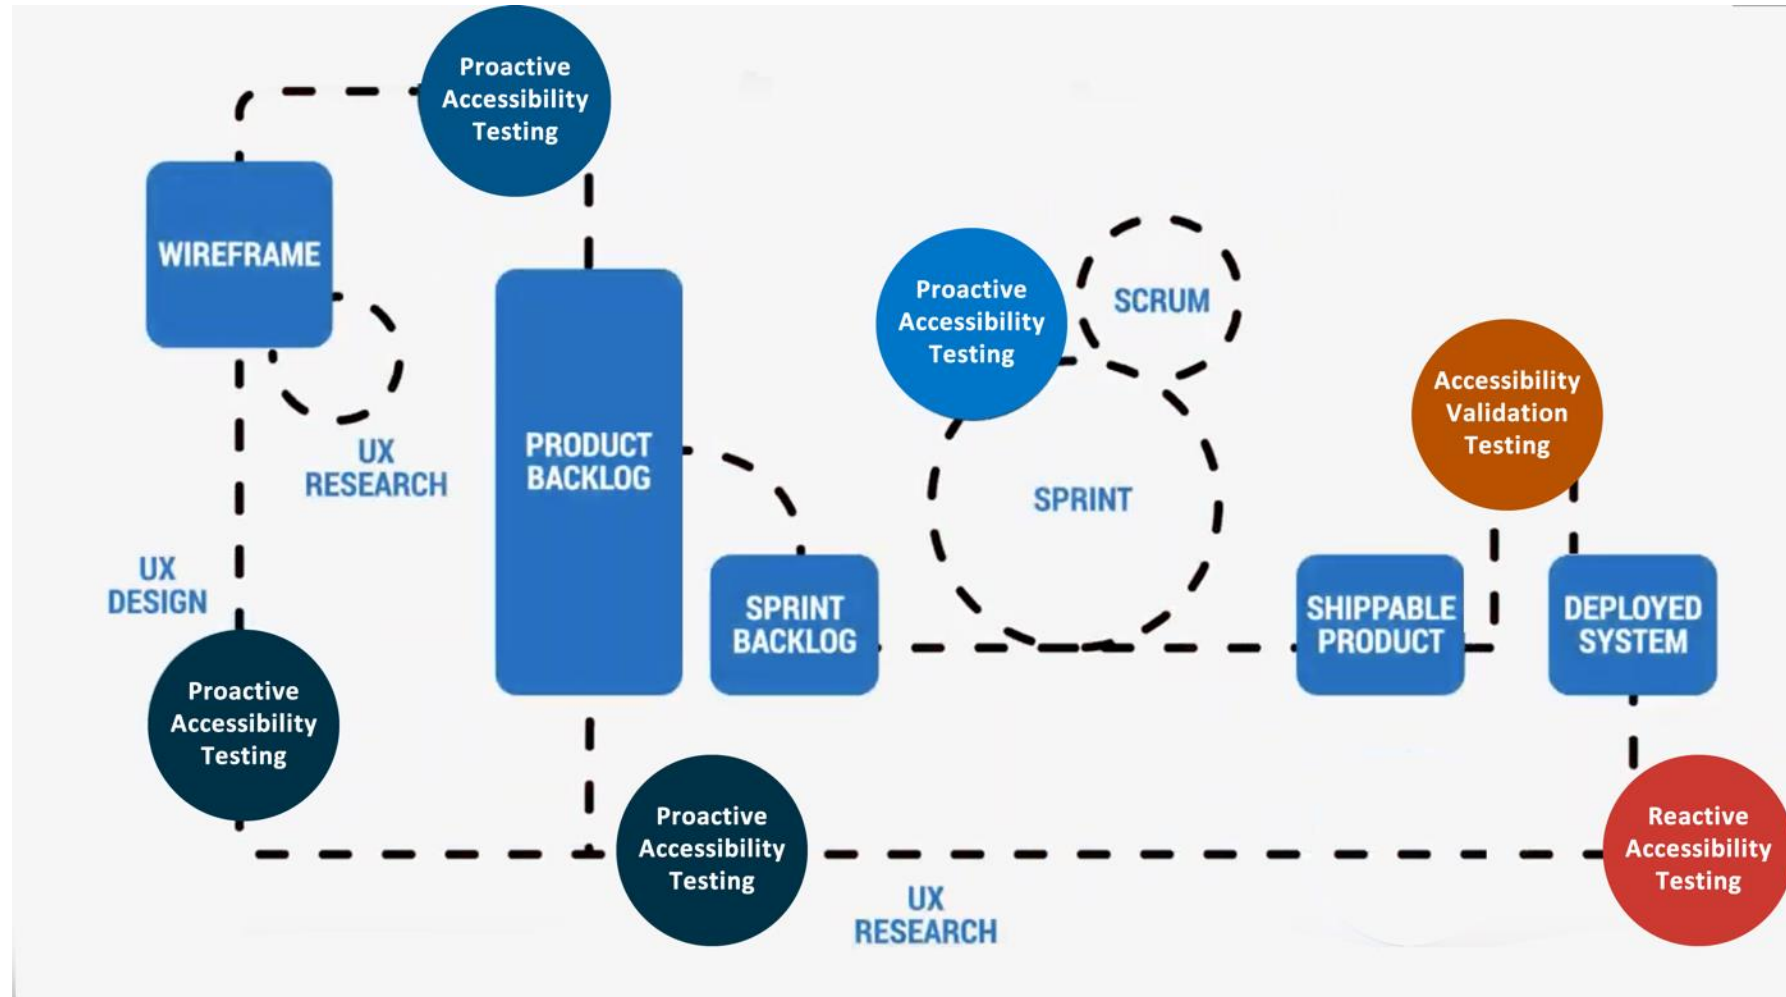 Proactive
Accessibility
Testing
WIREFRAME
UX
RESEARCH
PRODUCT
BACKLOG
UX
DESIGN
Proactive
Accessibility
Testing
SPRINT
BACKLOG
Proactive
Accessibility
Testing
SCRUM
SPRINT
Accessibility
Validation
Testing
SHIPPABLE
PRODUCT
DEPLOYED
SYSTEM
Proactive
Accessibility
Testing
UX
RESEARCH
Reactive
Accessibility
Testing